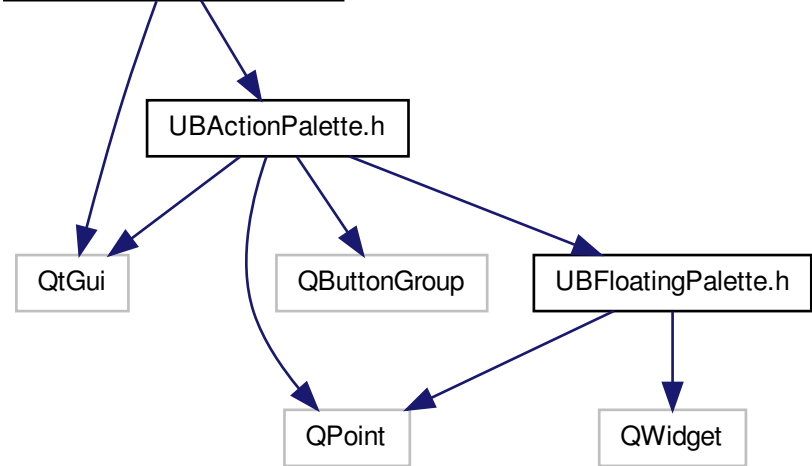 UBActionPalette.h
QtGui
QButtonGroup
UBFloatingPalette.h
QPoint
QWidget